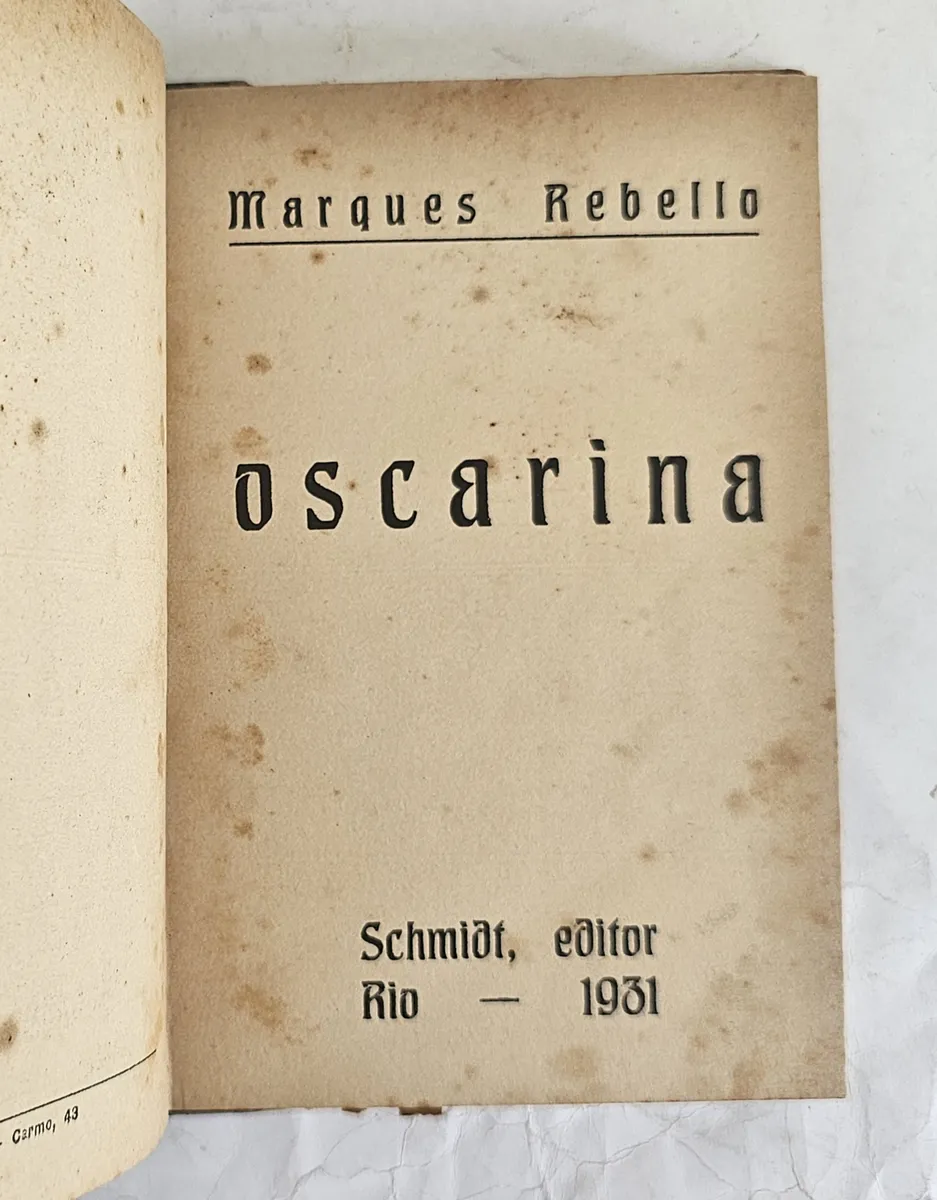 Marques Rebello
oscarina
Schmidt, editor
Rio — 1931
Carmo, 43